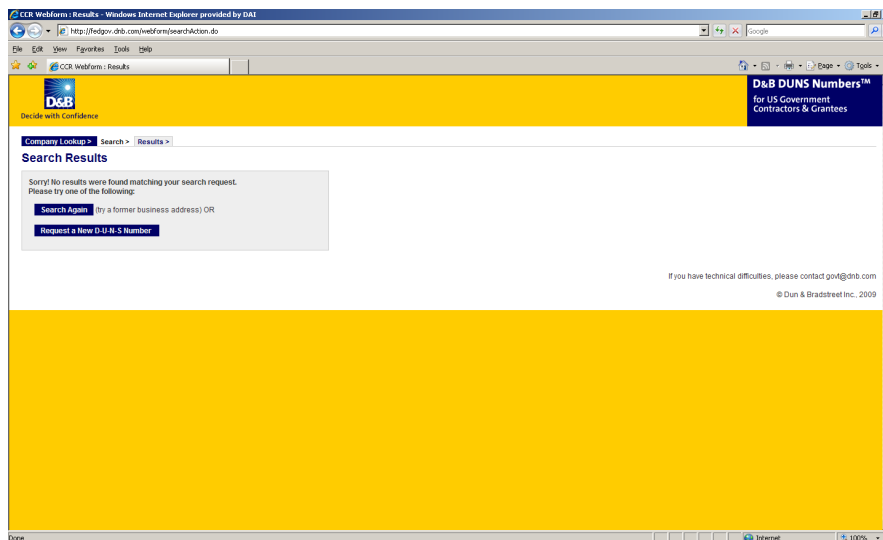 CCR Webform : Results - Windows Internet Explorer provided by DAI
http://fedgov.dnb.com/webform/searchAction.do
Google
File Edit View Favorites Tools Help
CCR Webform : Results
Page Tools
D&B
Decide with Confidence
D&B DUNS Numbers™
for US Government
Contractors & Grantees
Company Lookup > Search > Results >
Search Results
Sorry! No results were found matching your search request.
Please try one of the following:
Search Again (try a former business address) OR
Request a New D-U-N-S Number
If you have technical difficulties, please contact govt@dnb.com
© Dun & Bradstreet Inc., 2009
Done Internet 100%